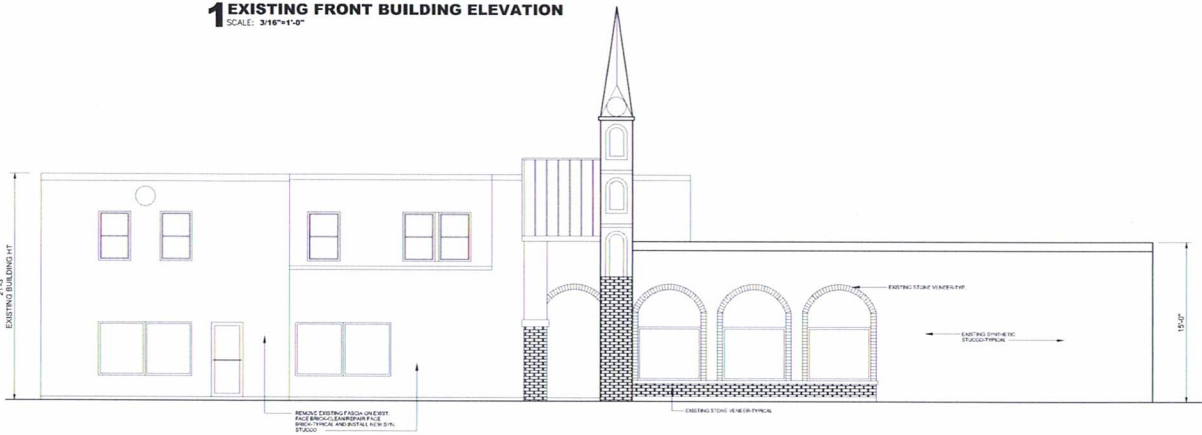 1 EXISTING FRONT BUILDING ELEVATION
SCALE: 3/16"=1'-0"
EXISTING BUILDING HT
EXISTING STONE VENEER-TYP.
EXISTING SYNTHETIC
STUCCO-TYPICAL
15'-0"
REMOVE EXISTING FASCIA ON EXIST.
FACE BRICK-CLEAN/REPAIR FACE
BRICK-TYPICAL AND INSTALL NEW SYN.
STUCCO
EXISTING STONE VENEER-TYPICAL